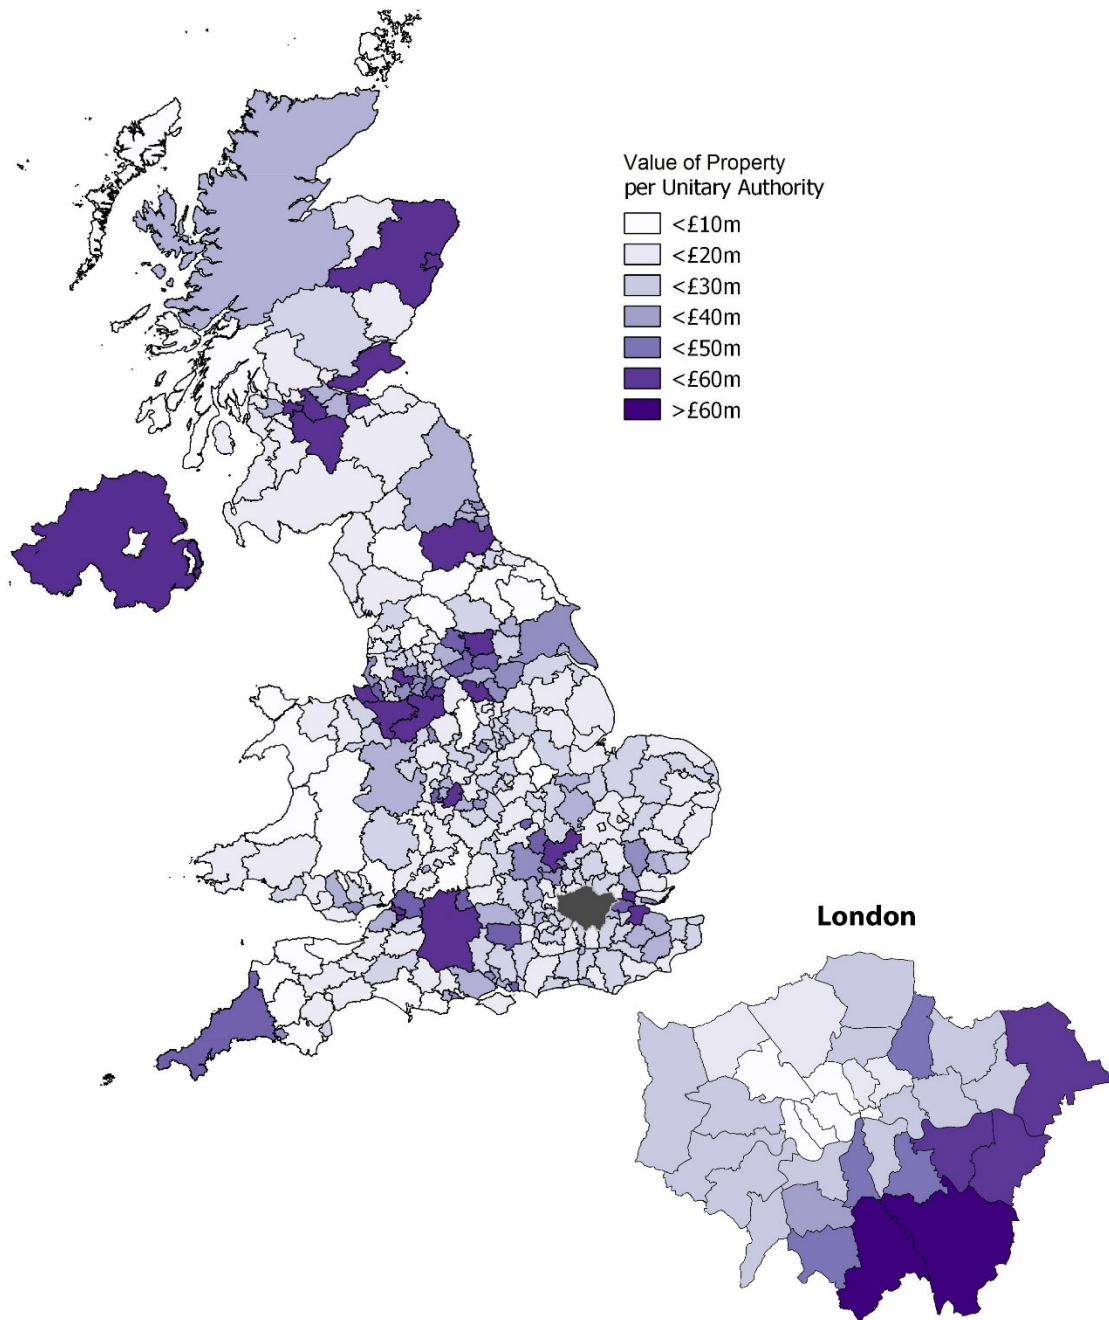 Value of Property
per Unitary Authority
<£10m
<£20m
<£30m
<£40m
<£50m
<£60m
>£60m
London